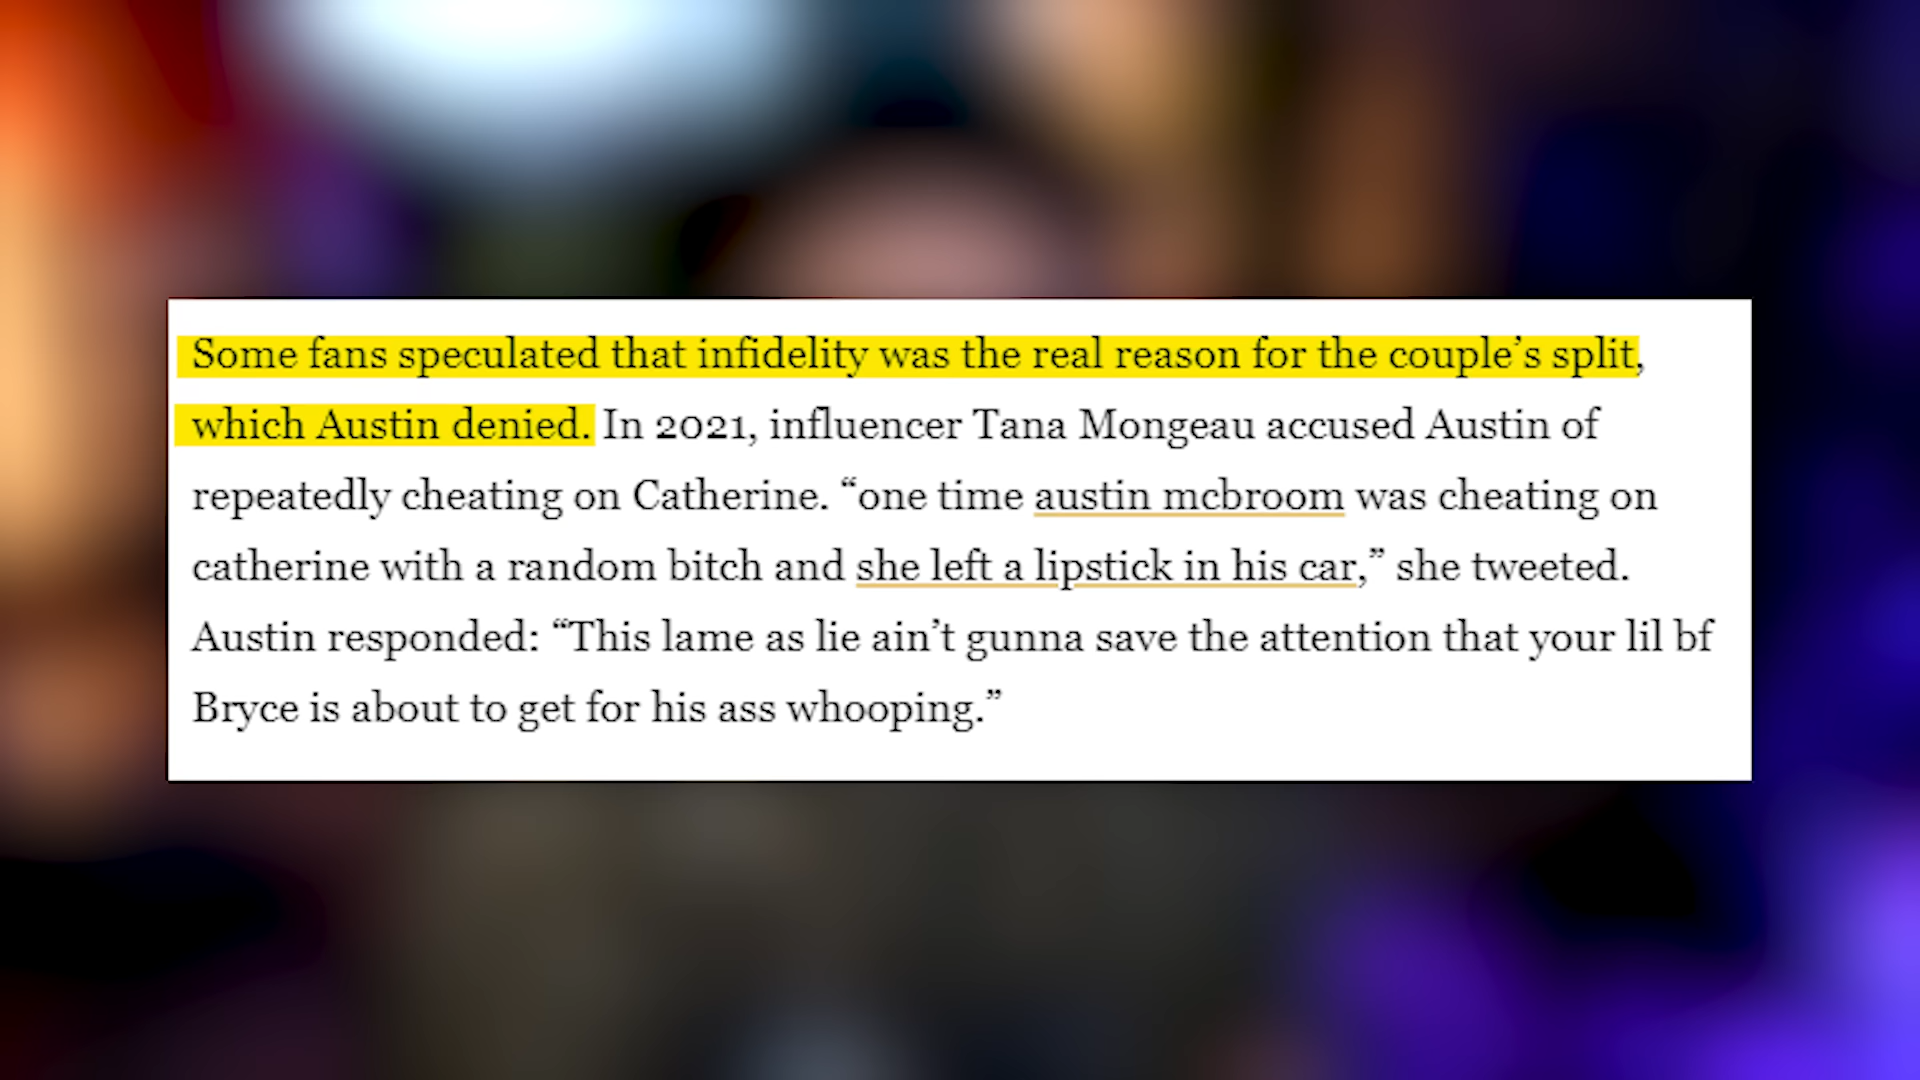 Some fans speculated that infidelity was the real reason for the couple’s split,
which Austin denied. In 2021, influencer Tana Mongeau accused Austin of
repeatedly cheating on Catherine. “one time austin mcbroom was cheating on
catherine with a random bitch and she left a lipstick in his car,” she tweeted.
Austin responded: “This lame as lie ain’t gunna save the attention that your lil bf
Bryce is about to get for his ass whooping.”